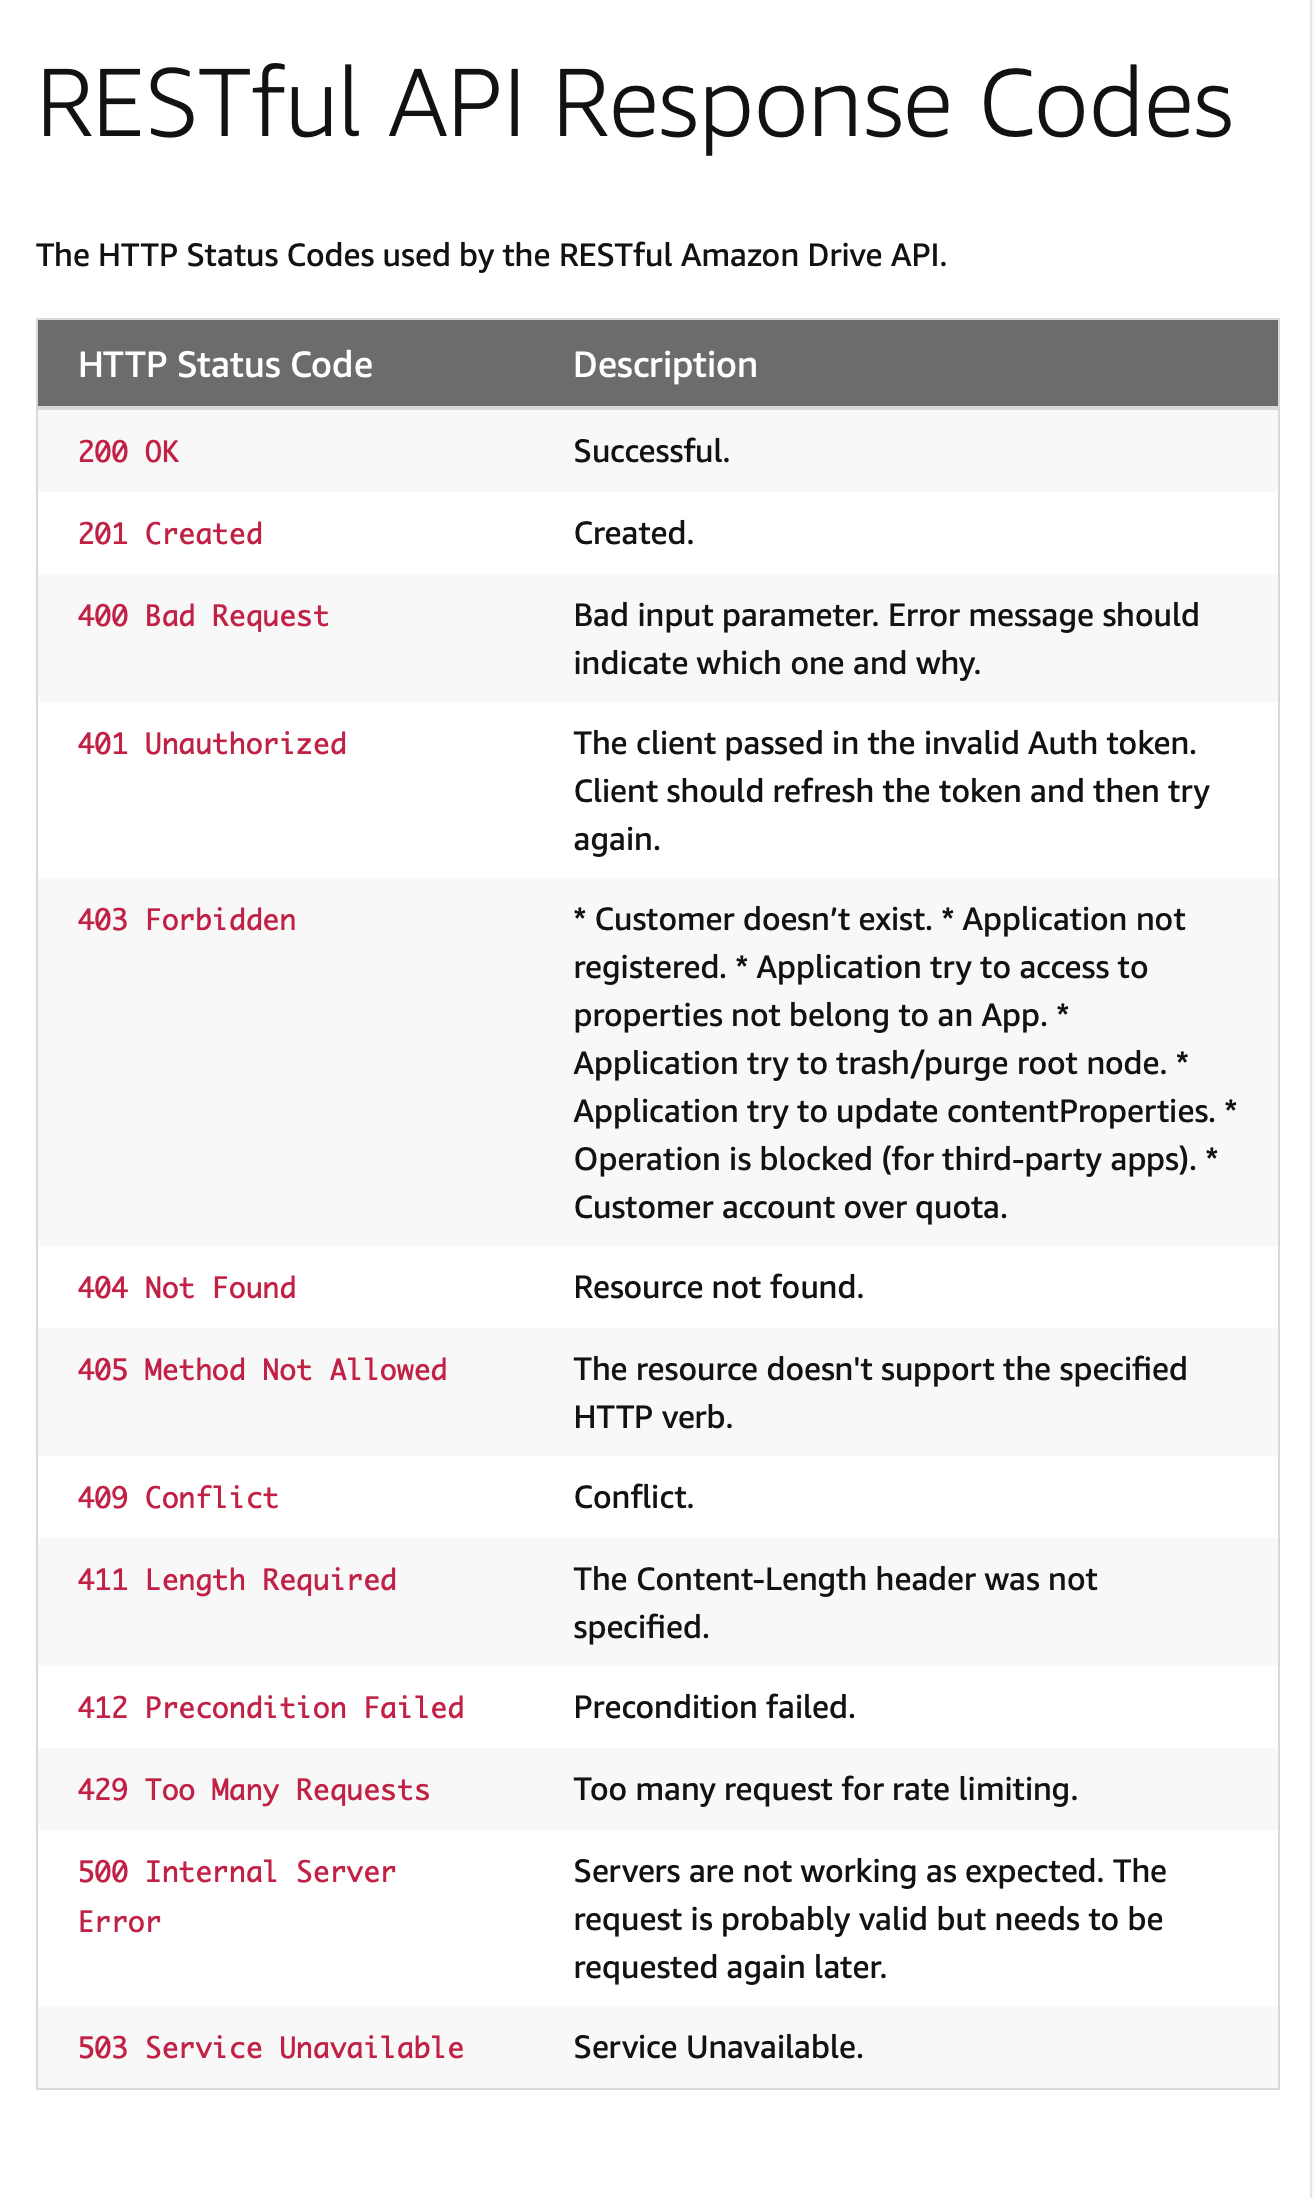 RESTful API Response Codes
The HTTP Status Codes used by the RESTful Amazon Drive API.
HTTP Status Code Description
200 OK Successful.
201 Created Created.
400 Bad Request Bad input parameter. Error message should
indicate which one and why.
401 Unauthorized The client passed in the invalid Auth token.
Client should refresh the token and then try
again.
403 Forbidden * Customer doesn’t exist. * Application not
registered. * Application try to access to
properties not belong to an App. *
Application try to trash/purge root node. *
Application try to update contentProperties. *
Operation is blocked (for third-party apps). *
Customer account over quota.
404 Not Found Resource not found.
405 Method Not Allowed The resource doesn't support the specified
HTTP verb.
409 Conflict Conflict.
411 Length Required The Content-Length header was not
specified.
412 Precondition Failed Precondition failed.
429 Too Many Requests Too many request for rate limiting.
500 Internal Server Servers are not working as expected. The
Error request is probably valid but needs to be
requested again later.
503 Service Unavailable Service Unavailable.